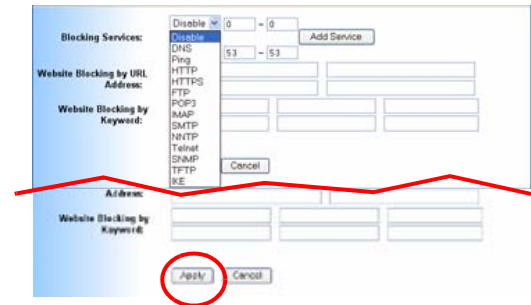 Disable 0 ~ 0
Blocking Services: Add Service
Disable
DNS 53 ~ 53
Ping
HTTP
HTTPS
FTP
POP3
IMAP
SMTP
NNTP
Telnet
SNMP
TFTP
IKE
Website Blocking by URL
Address:
Website Blocking by
Keyword:
Cancel
Address:
Website Blocking by
Keyword:
Apply Cancel